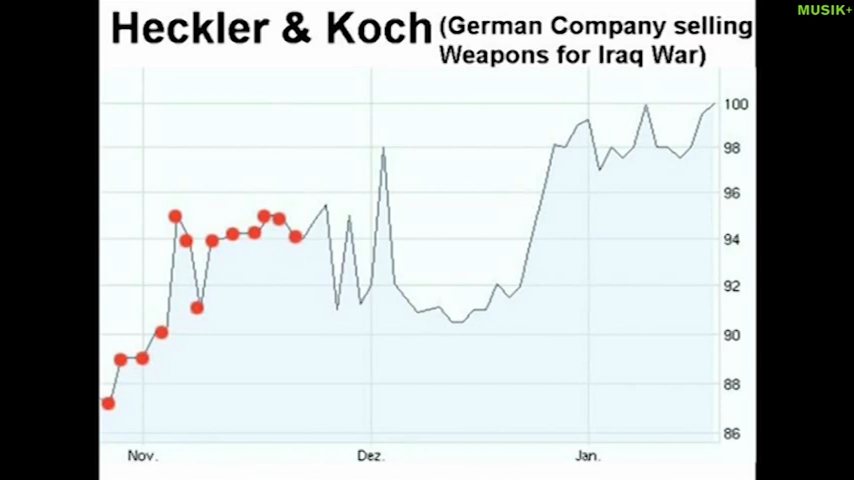 MUSIK+
Heckler & Koch
(German Company selling
Weapons for Iraq War)
100
98
96
94
92
90
88
86
Nov.
Dez.
Jan.